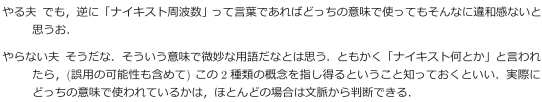 やる夫 でも，逆に「ナイキスト周波数」って言葉であればどっちの意味で使ってもそんなに違和感ないと
思うお．
やらない夫 そうだな．そういう意味で微妙な用語だなとは思う．ともかく「ナイキスト何とか」と言われ
たら，(誤用の可能性も含めて) この 2 種類の概念を指し得るということ知っておくといい．実際に
どっちの意味で使われているかは，ほとんどの場合は文脈から判断できる．